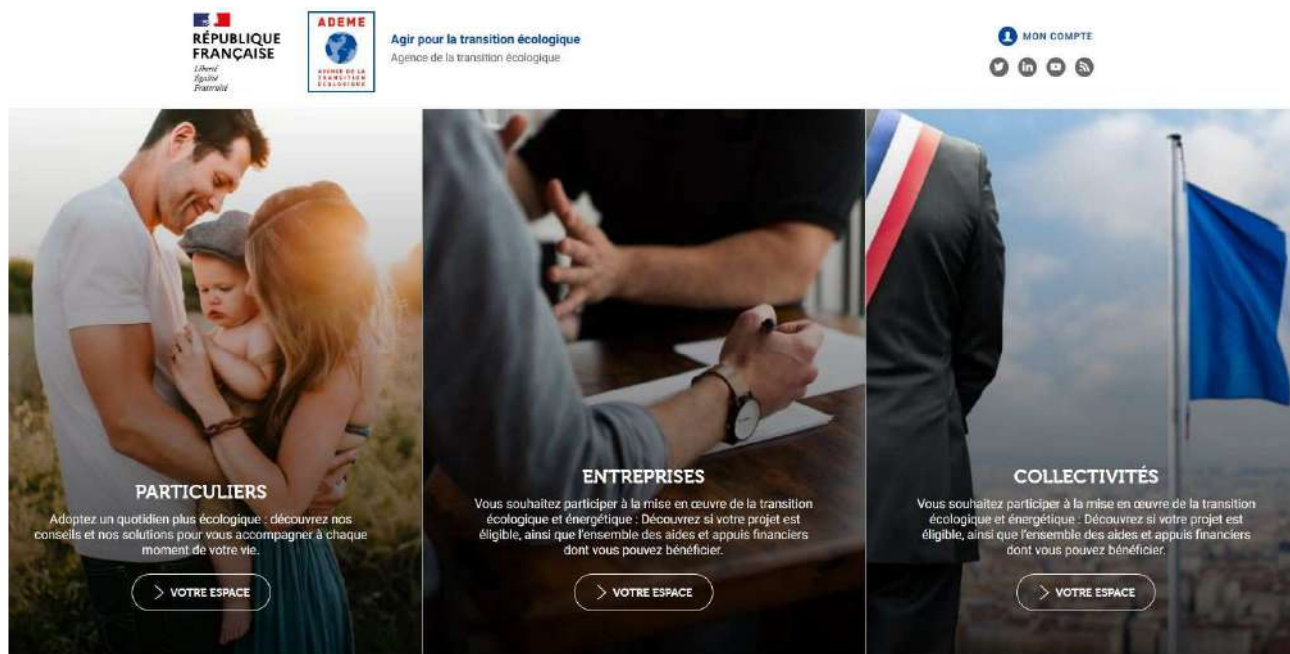 RÉPUBLIQUE
FRANÇAISE
Liberté
Égalité
Fraternité
ADEME
AGENCE DE LA
TRANSITION
ÉCOLOGIQUE
Agir pour la transition écologique
Agence de la transition écologique
MON COMPTE
PARTICULIERS
Adoptez un quotidien plus écologique : découvrez nos
conseils et nos solutions pour vous accompagner à chaque
moment de votre vie.
VOTRE ESPACE
ENTREPRISES
Vous souhaitez participer à la mise en œuvre de la transition
écologique et énergétique : Découvrez si votre projet est
éligible, ainsi que l'ensemble des aides et appuis financiers
dont vous pouvez bénéficier.
VOTRE ESPACE
COLLECTIVITÉS
Vous souhaitez participer à la mise en œuvre de la transition
écologique et énergétique : Découvrez si votre projet est
éligible, ainsi que l'ensemble des aides et appuis financiers
dont vous pouvez bénéficier.
VOTRE ESPACE